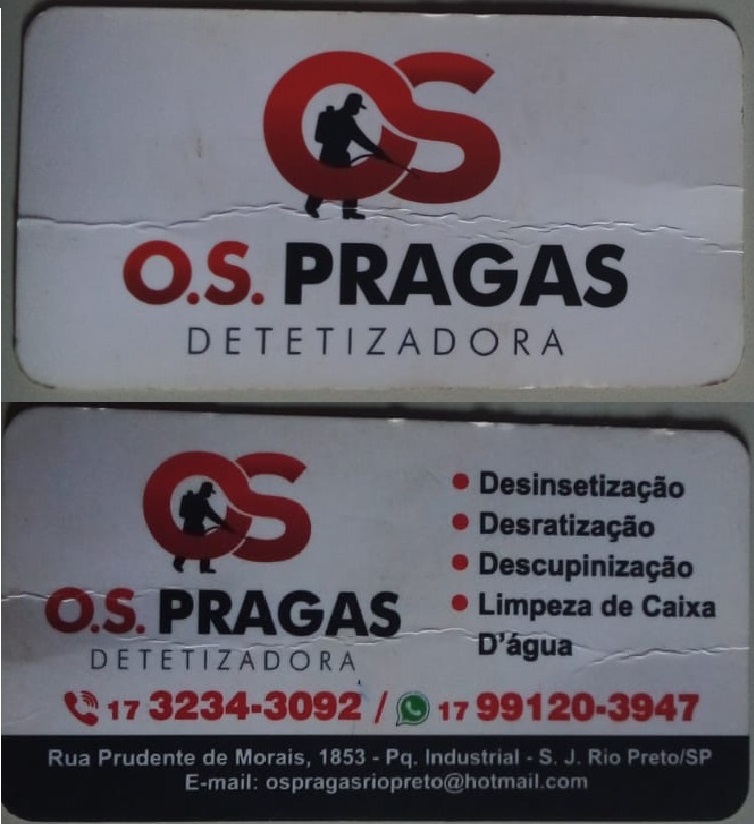 OS
O.S. PRAGAS
DETETIZADORA
OS
O.S. PRAGAS
DETETIZADORA
• Desinsetização
• Desratização
• Descupinização
• Limpeza de Caixa
D'água
17 3234-3092 / 17 99120-3947
Rua Prudente de Morais, 1853 - Pq. Industrial - S. J. Rio Preto/SP
E-mail: ospragasriopreto@hotmail.com